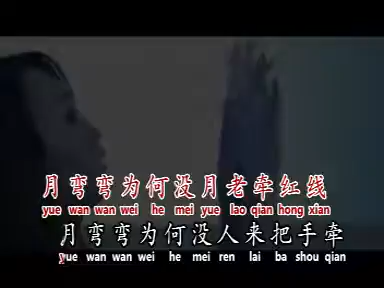 月弯弯为何没月老牵红线
yue wan wan wei he mei yue lao qian hong xian
月弯弯为何没人来把手牵
yue wan wan wei he mei ren lai ba shou qian